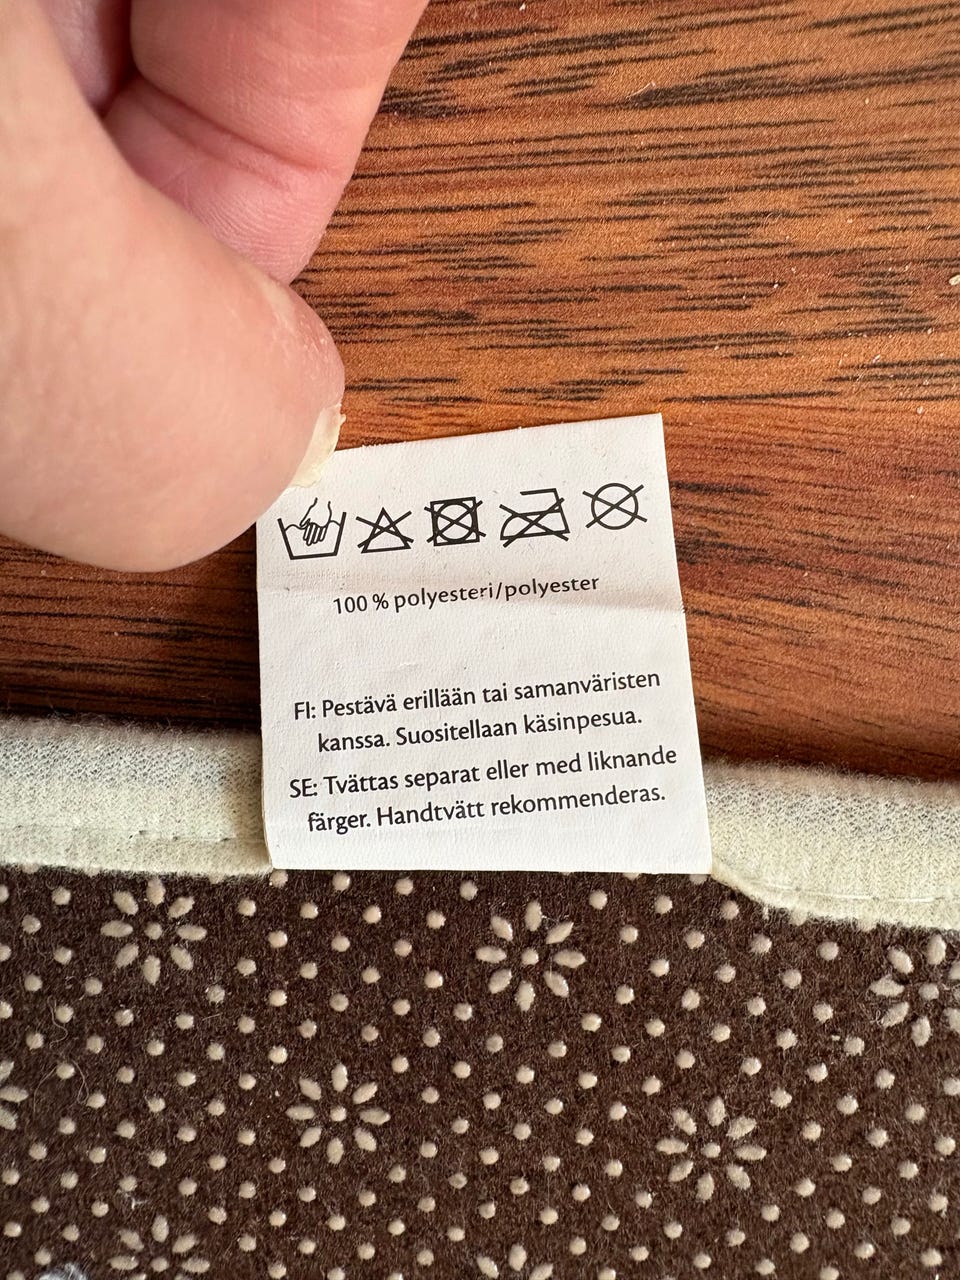 100 % polyesteri/polyester
FI: Pestävä erillään tai samanväristen
kanssa. Suositellaan käsinpesua.
SE: Tvättas separat eller med liknande
färger. Handtvätt rekommenderas.